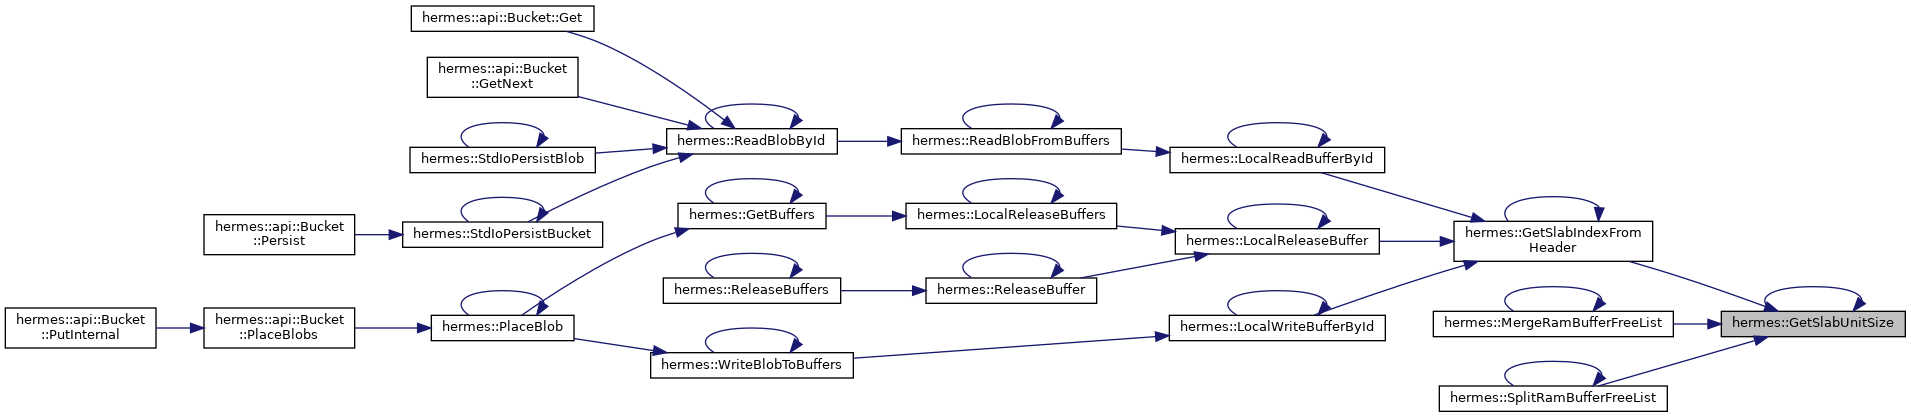 hermes::api::Bucket::Get
hermes::api::Bucket
::GetNext
hermes::ReadBlobById
hermes::ReadBlobFromBuffers
hermes::StdIoPersistBlob
hermes::LocalReadBufferById
hermes::GetBuffers
hermes::LocalReleaseBuffers
hermes::api::Bucket
::Persist
hermes::StdIoPersistBucket
hermes::LocalReleaseBuffer
hermes::GetSlabIndexFrom
Header
hermes::ReleaseBuffers
hermes::ReleaseBuffer
hermes::api::Bucket
::PutInternal
hermes::api::Bucket
::PlaceBlobs
hermes::PlaceBlob
hermes::LocalWriteBufferById
hermes::MergeRamBufferFreeList
hermes::GetSlabUnitSize
hermes::WriteBlobToBuffers
hermes::SplitRamBufferFreeList